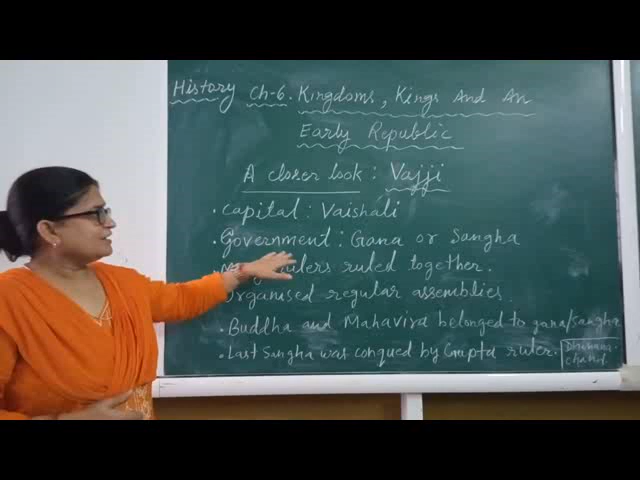 History Ch-6. Kingdoms, Kings And An
Early Republic
A closer look : Vajji
• Capital : Vaishali
• Government : Gana or Sangha
rulers ruled together.
Organised regular assemblies.
• Buddha and Mahavira belonged to gana/Sangha
• Last Sangha was conqued by Gupta ruler.